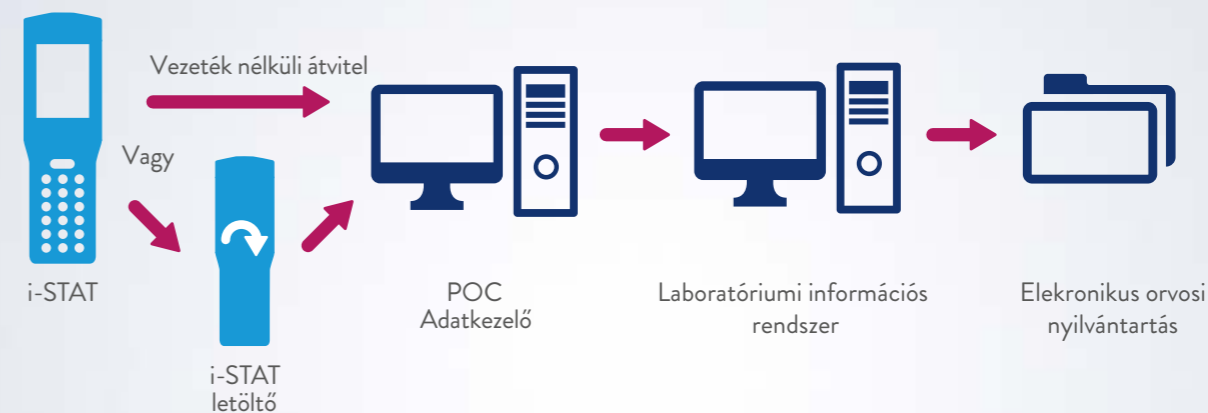 Vezeték nélküli átvitel
Vagy
i-STAT
i-STAT
letöltő
POC
Adatkezelő
Laboratóriumi információs
rendszer
Elekronikus orvosi
nyilvántartás